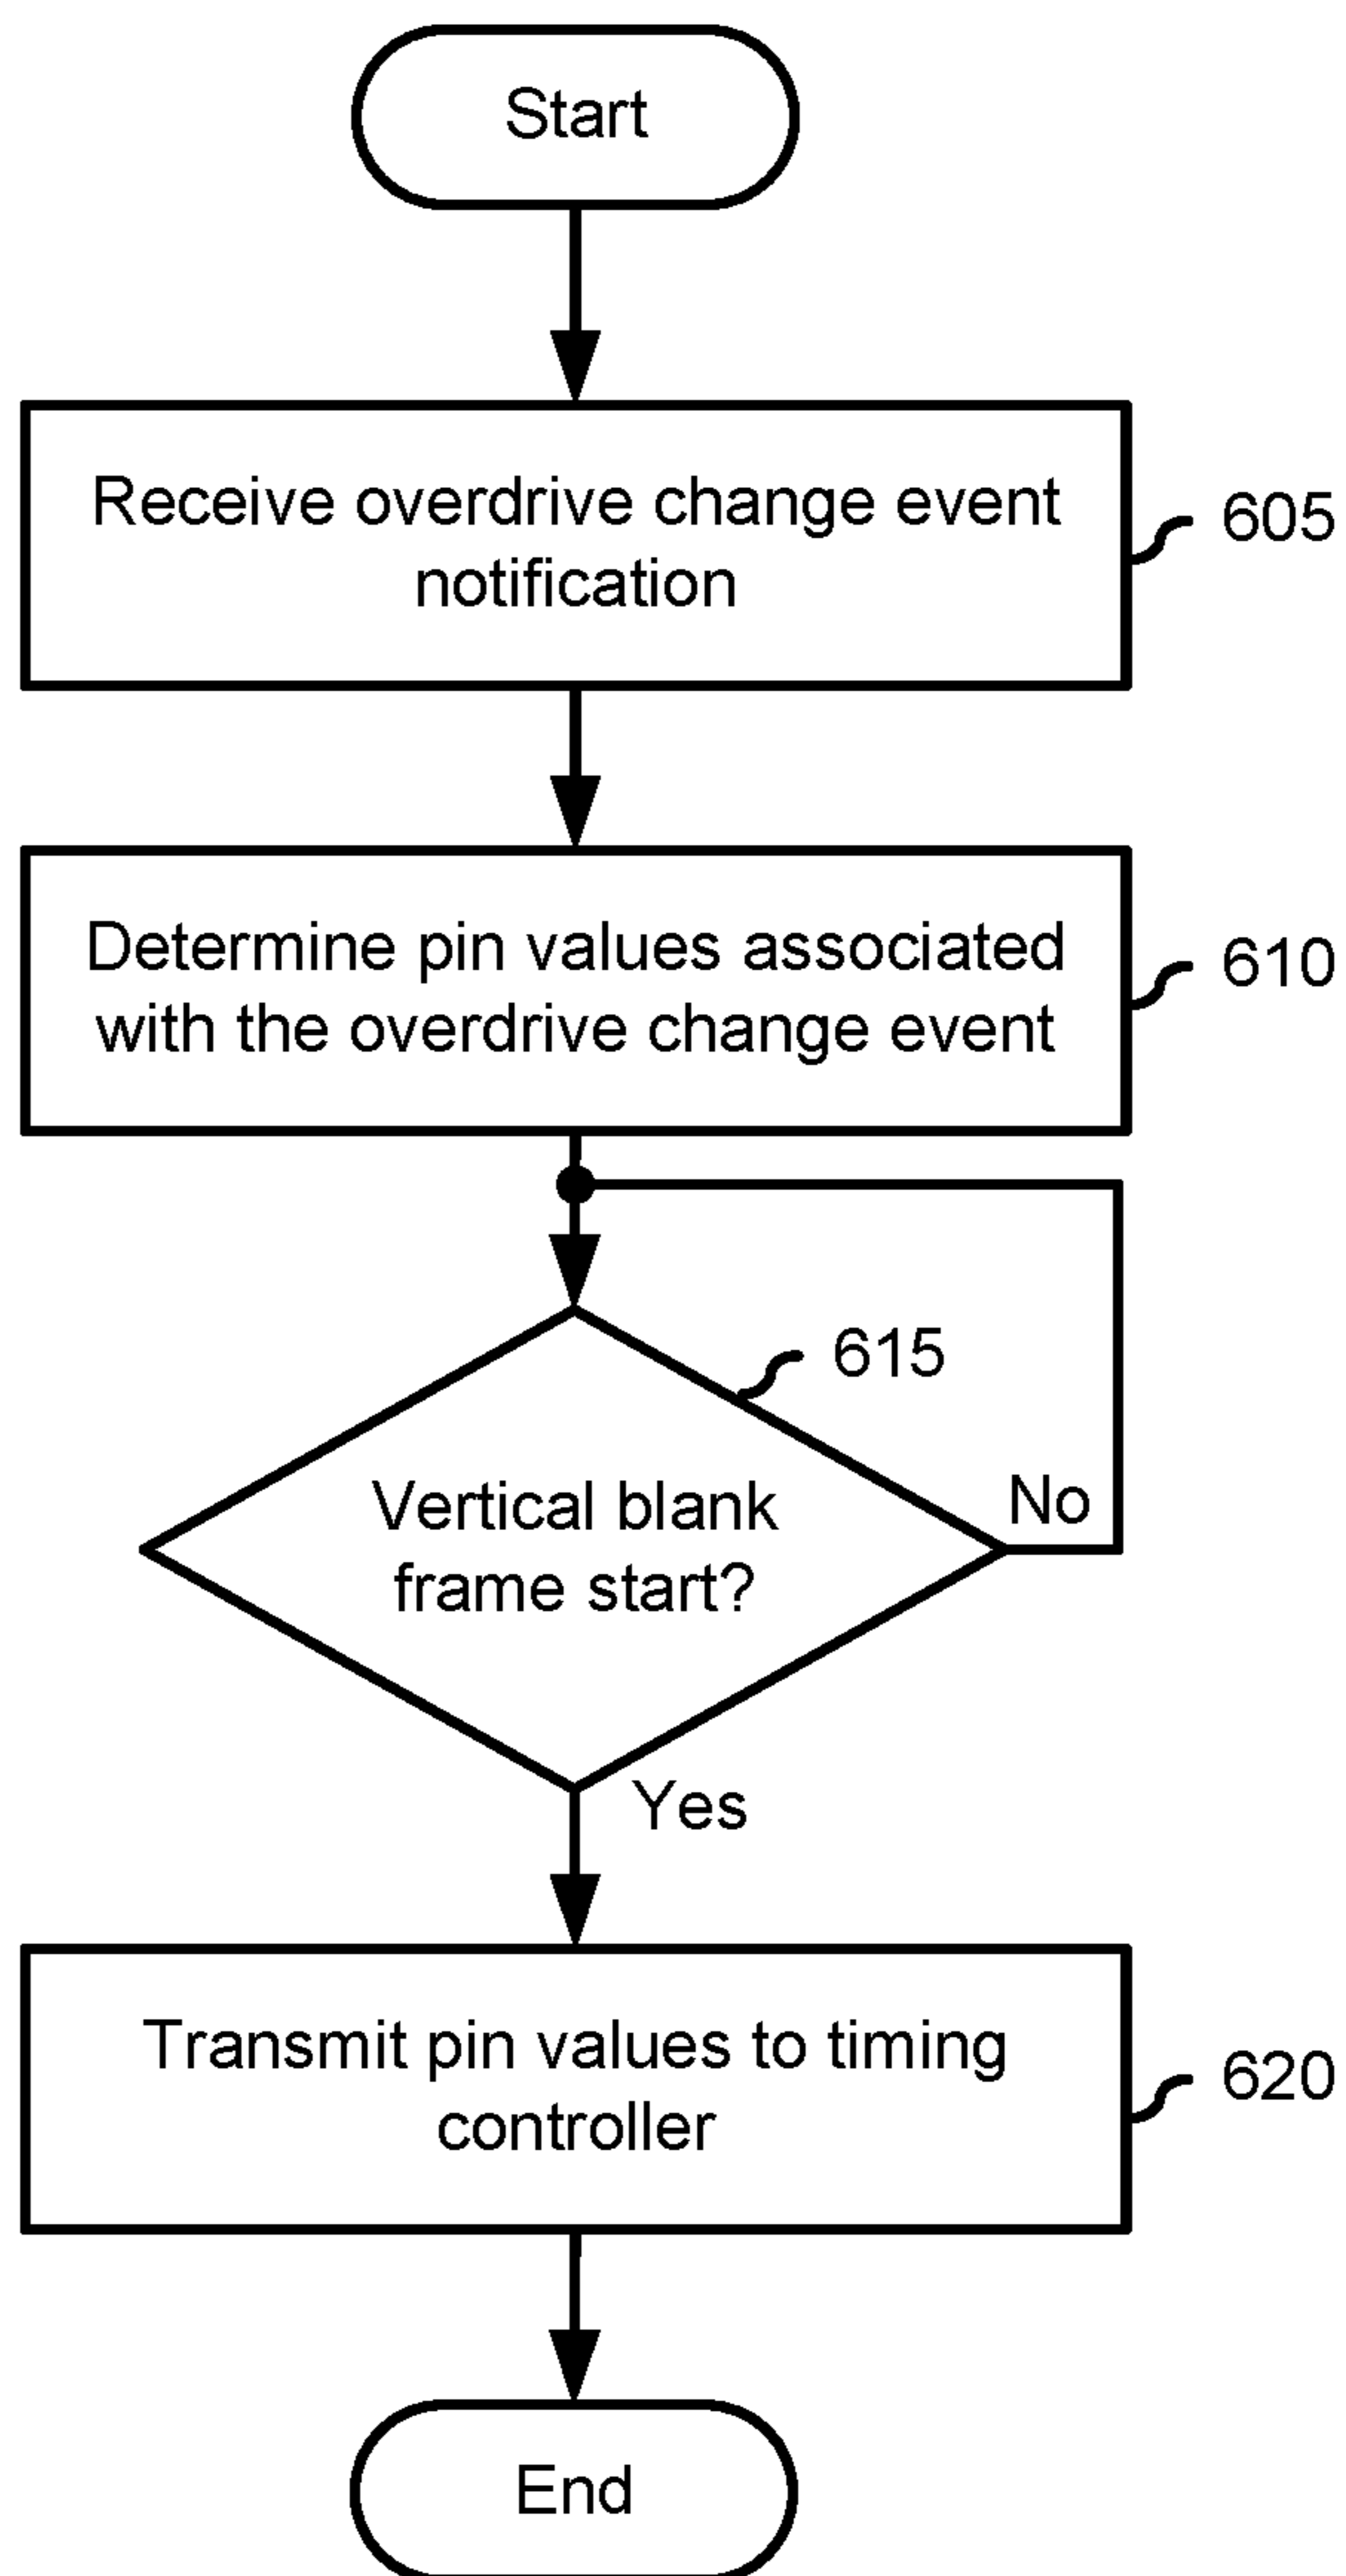 Start
Receive overdrive change event
notification
605
Determine pin values associated
with the overdrive change event
610
615
Vertical blank
frame start?
No
Yes
Transmit pin values to timing
controller
620
End